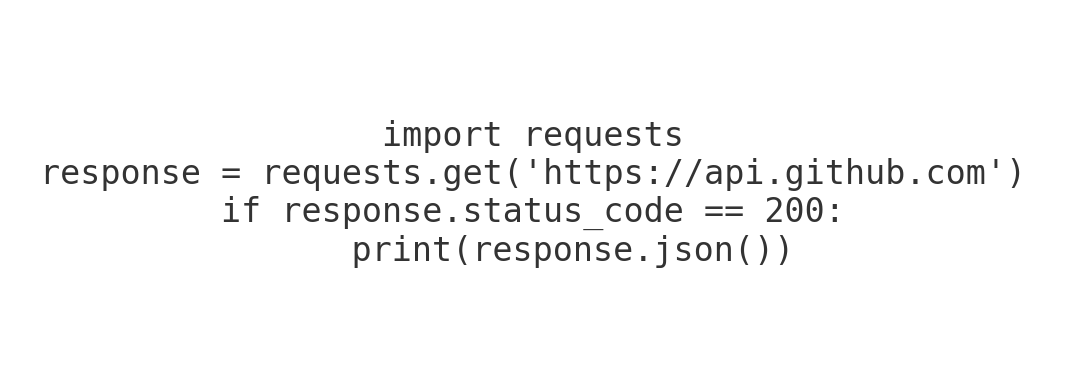 import requests
response = requests.get('https://api.github.com')
if response.status_code == 200:
    print(response.json())